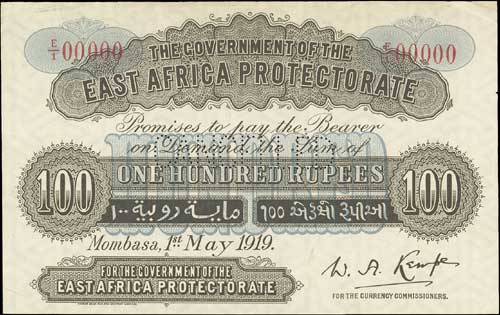 E/1 00000 E/1 00000
THE GOVERNMENT OF THE
EAST AFRICA PROTECTORATE
Promises to pay the Bearer
on Demand the Sum of
ONE HUNDRED RUPEES
100 100
ماية روبية ١٠٠ ૧૦૦ એકસો રૂપીઓ
Mombasa, 1st May 1919.
FOR THE GOVERNMENT OF THE
EAST AFRICA PROTECTORATE
W. A. Kempe
FOR THE CURRENCY COMMISSIONERS.